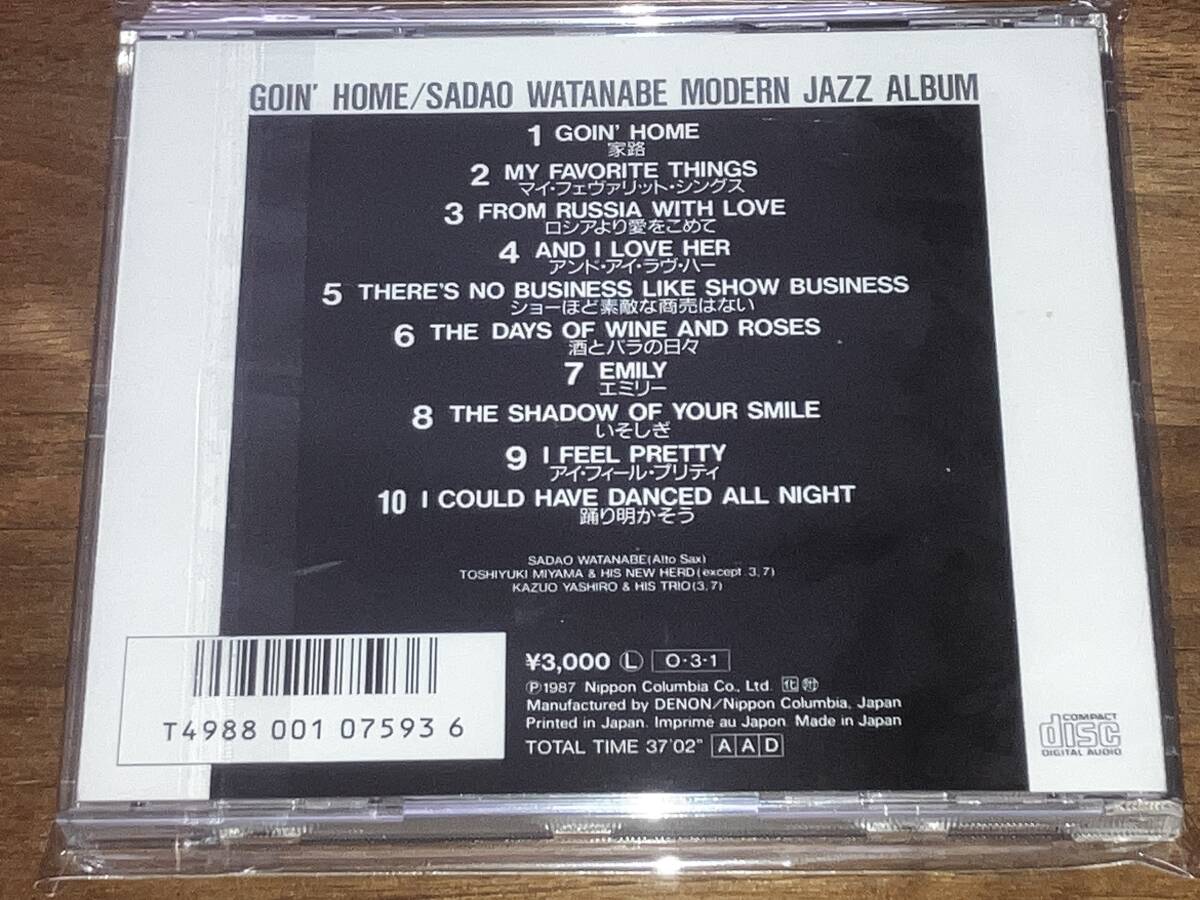 GOIN' HOME/SADAO WATANABE MODERN JAZZ ALBUM
1 GOIN' HOME
家路
2 MY FAVORITE THINGS
マイ・フェヴァリット・シングス
3 FROM RUSSIA WITH LOVE
ロシアより愛をこめて
4 AND I LOVE HER
アンド・アイ・ラヴ・ハー
5 THERE'S NO BUSINESS LIKE SHOW BUSINESS
ショーほど素敵な商売はない
6 THE DAYS OF WINE AND ROSES
酒とバラの日々
7 EMILY
エミリー
8 THE SHADOW OF YOUR SMILE
いそしぎ
9 I FEEL PRETTY
アイ・フィール・プリティ
10 I COULD HAVE DANCED ALL NIGHT
踊り明かそう
SADAO WATANABE (Alto Sax)
TOSHIYUKI MIYAMA & HIS NEW HERD (except. 3, 7)
KAZUO YASHIRO & HIS TRIO (3, 7)
¥3,000 Ⓛ O・3・1
Ⓟ1987 Nippon Columbia Co., Ltd.
Manufactured by DENON/Nippon Columbia, Japan
Printed in Japan. Imprimé au Japon. Made in Japan
TOTAL TIME 37'02" A A D
T4988 001 07593 6
COMPACT
disc
DIGITAL AUDIO